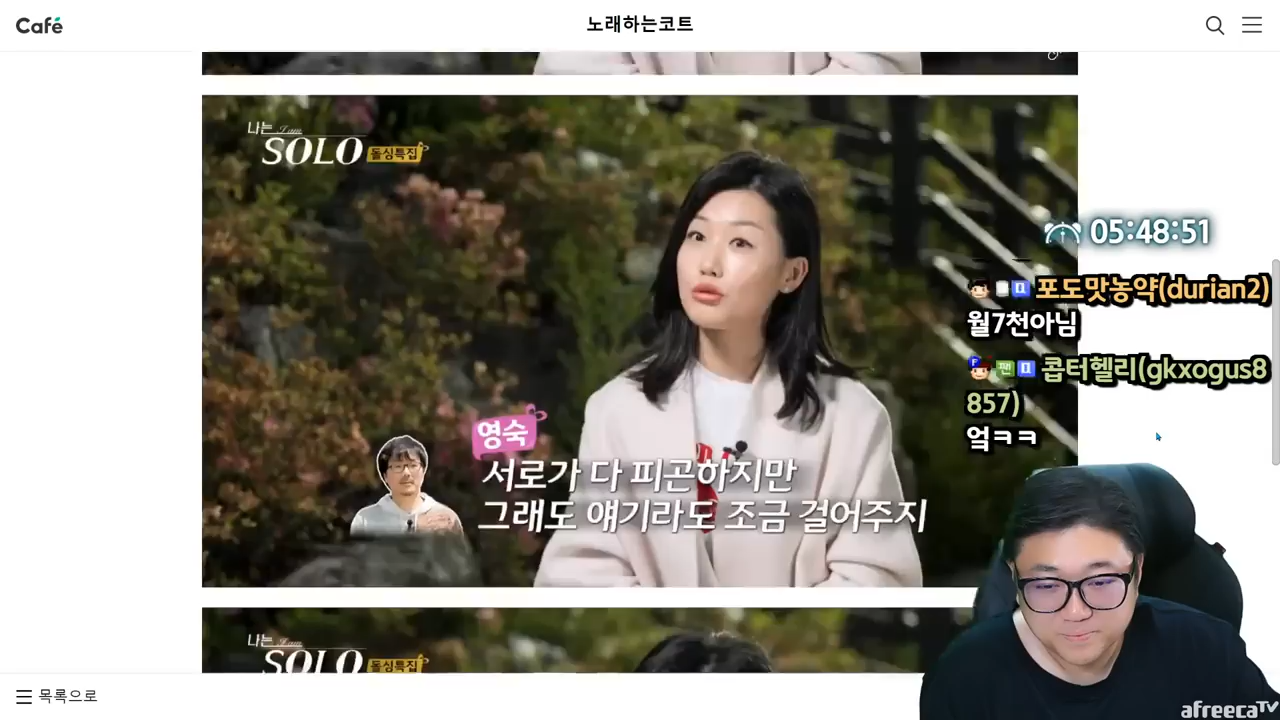 Café
노래하는코트
나는 I am
SOLO 돌싱특집
05:48:51
포도맛농약(durian2)
월7천아님
콥터헬리(gkxogus8
857)
엌ㅋㅋ
영숙
서로가 다 피곤하지만
그래도 얘기라도 조금 걸어주지
나는 I am
SOLO 돌싱특집
목록으로
afreecaTV